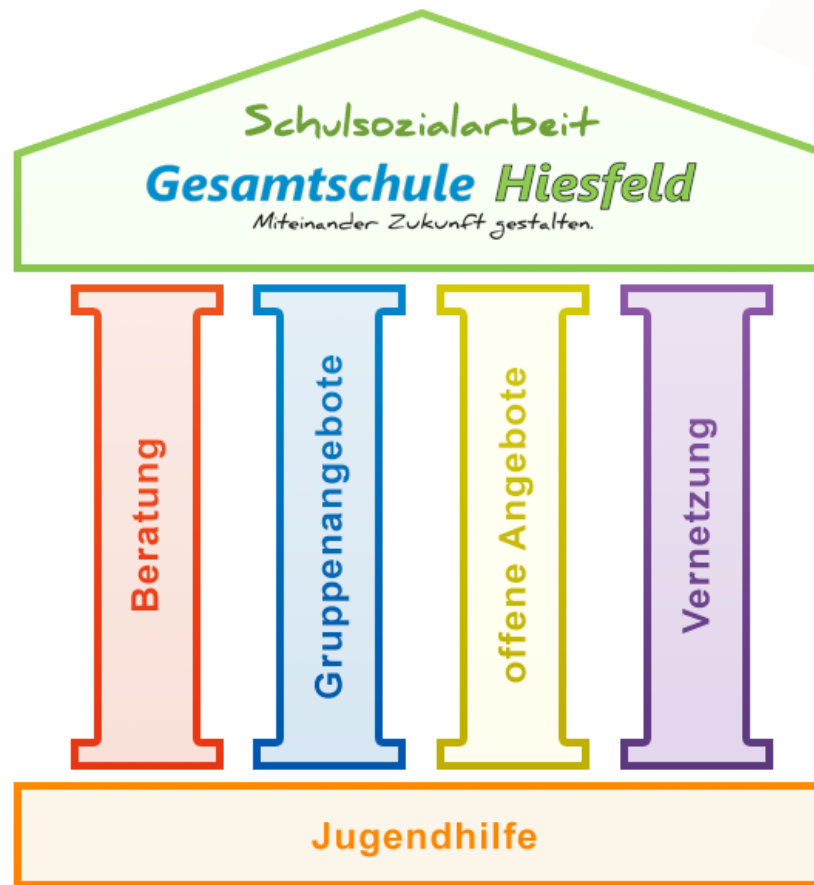 Schulsozialarbeit
Gesamtschule Hiesfeld
Miteinander Zukunft gestalten.
Beratung
Gruppenangebote
offene Angebote
Vernetzung
Jugendhilfe